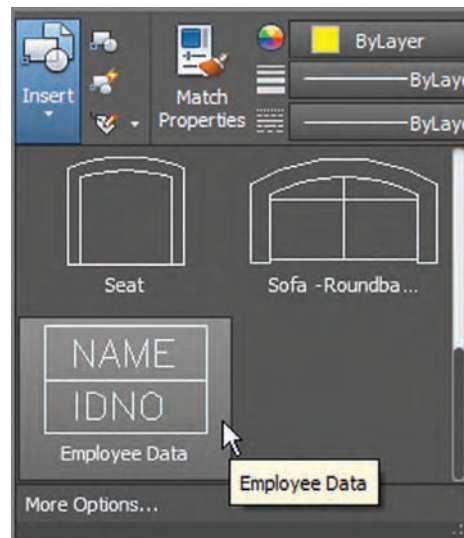 Insert
Match
Properties
ByLayer
ByLaye
ByLaye
Seat
Sofa -Roundba...
NAME
IDNO
Employee Data
Employee Data
More Options...